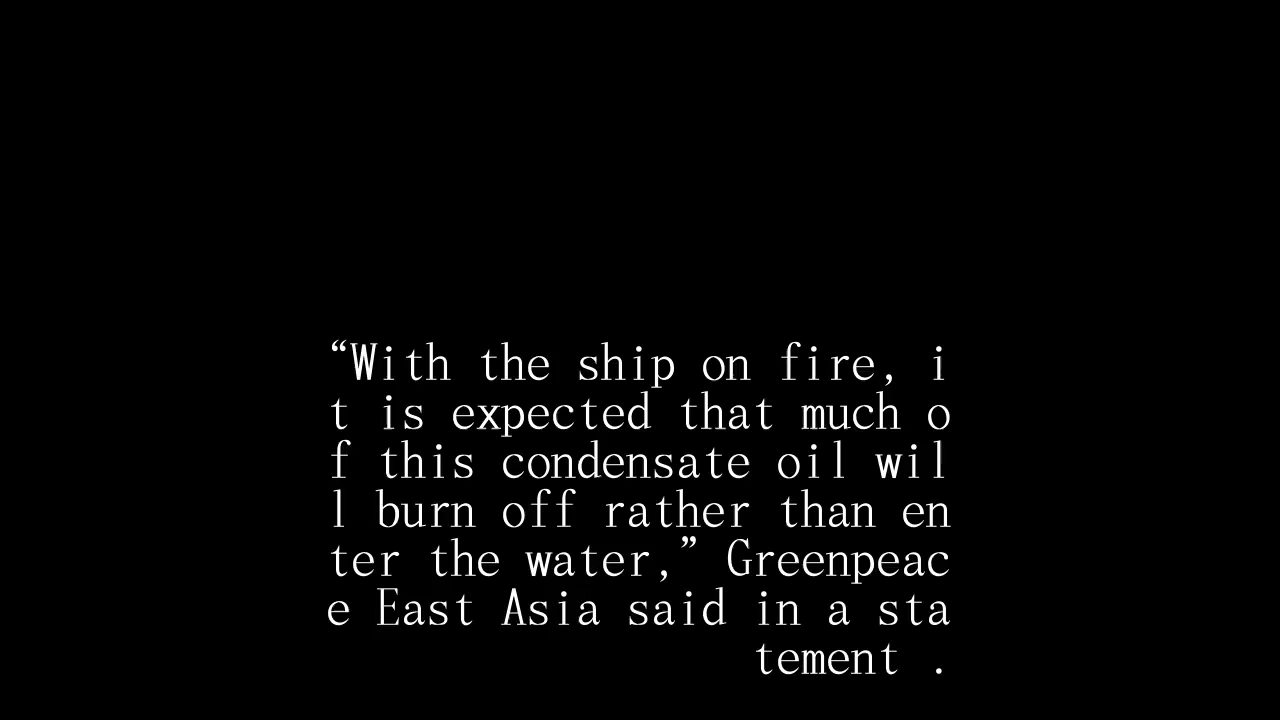 “With the ship on fire, i
t is expected that much o
f this condensate oil wil
l burn off rather than en
ter the water,” Greenpeac
e East Asia said in a sta
tement .